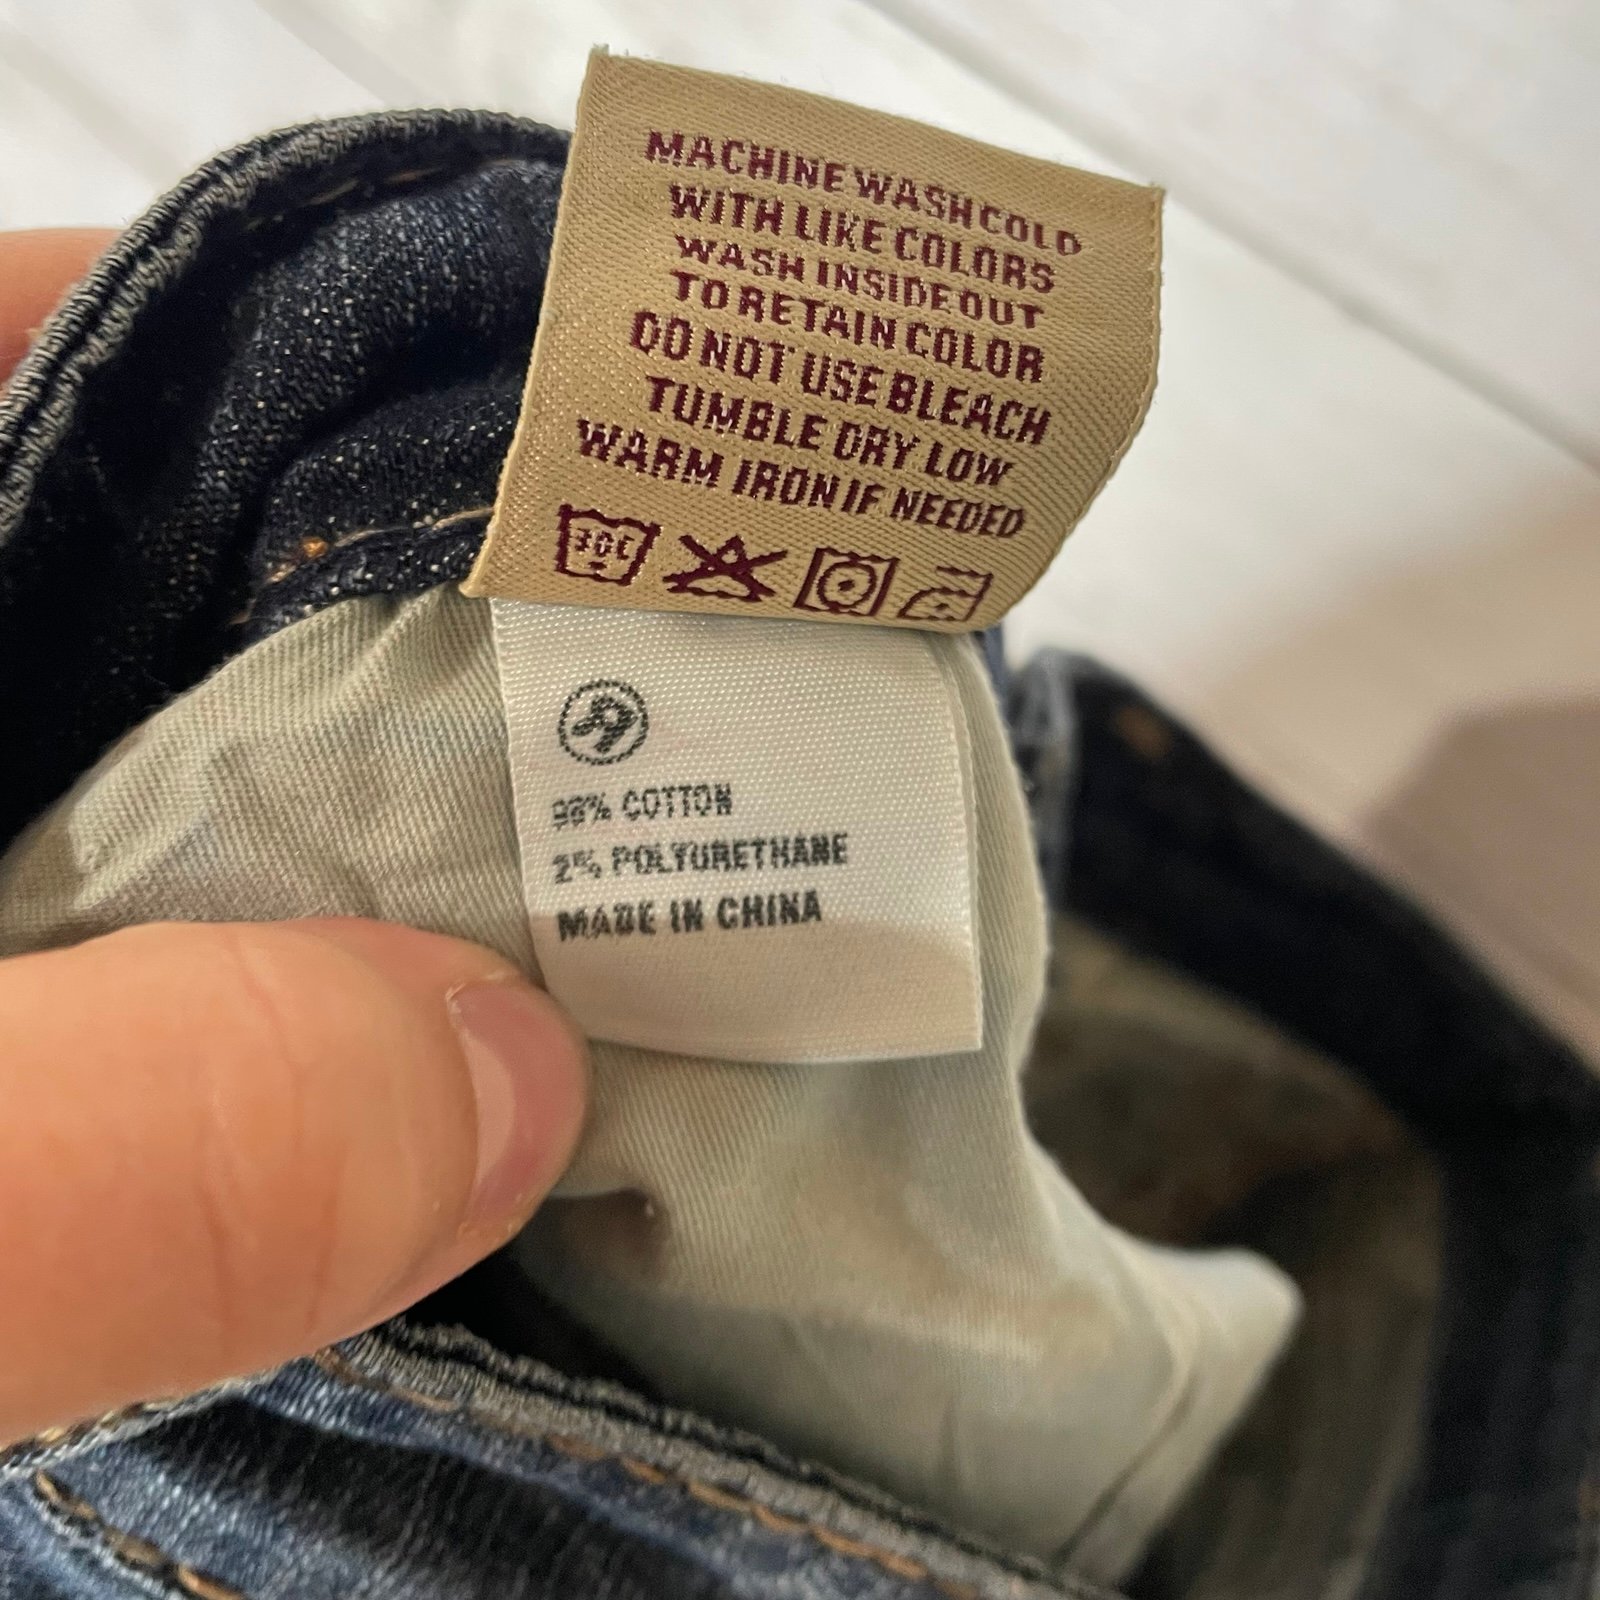 MACHINE WASH COLD
WITH LIKE COLORS
WASH INSIDE OUT
TO RETAIN COLOR
DO NOT USE BLEACH
TUMBLE DRY LOW
WARM IRON IF NEEDED
30C
98% COTTON
2% POLYURETHANE
MADE IN CHINA